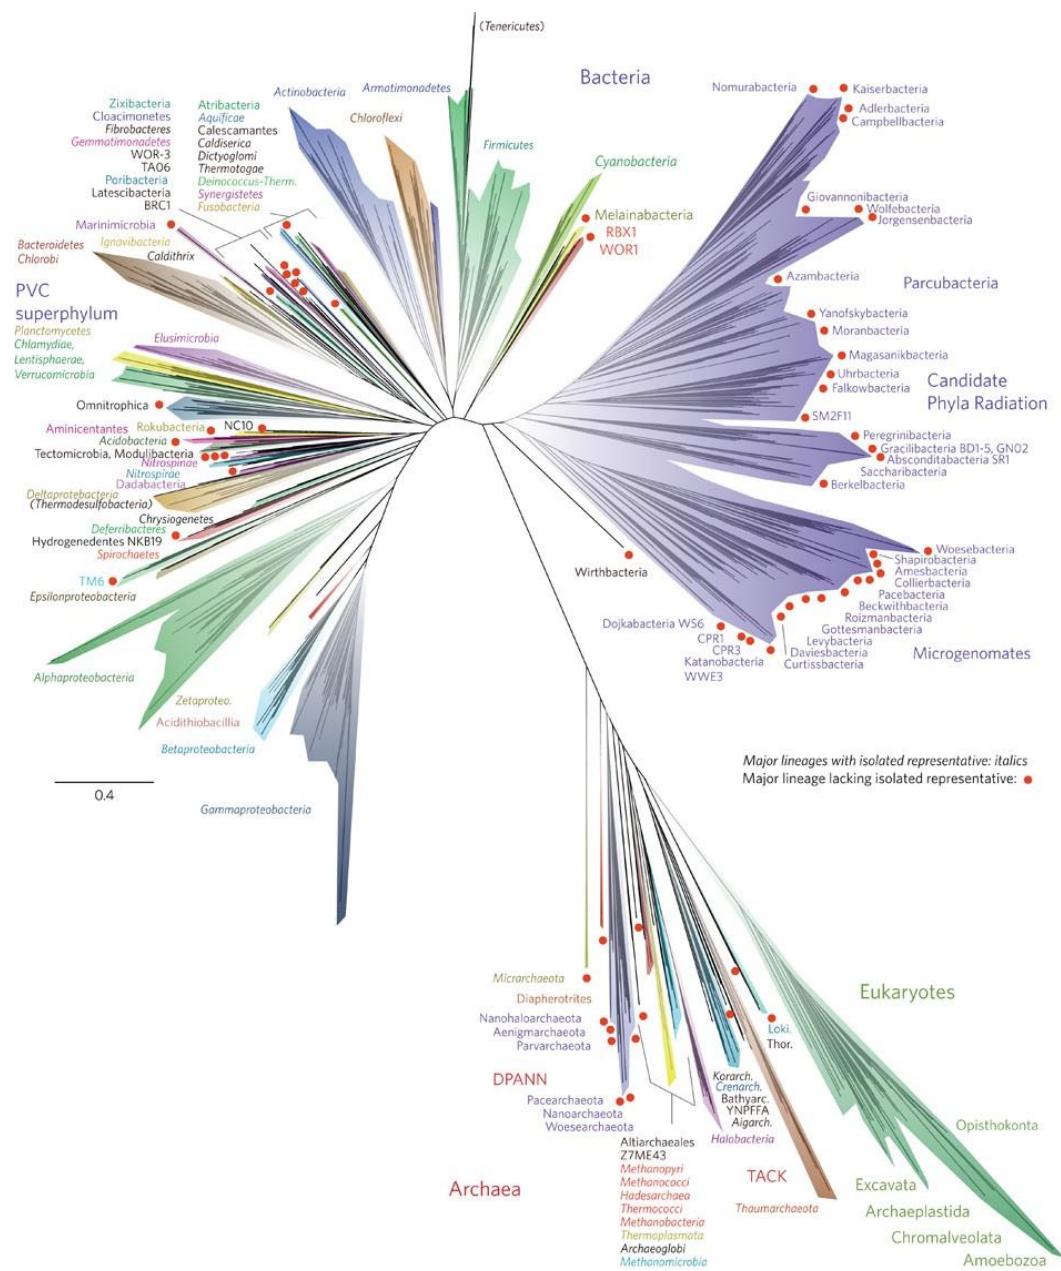 (Tenericutes)
Bacteria
Actinobacteria
Armatimonadetes
Chloroflexi
Firmicutes
Cyanobacteria
Melainabacteria
RBX1
WOR1
Zixibacteria
Cloacimonetes
Fibrobacteres
Gemmatimonadetes
WOR-3
TA06
Poribacteria
Latescibacteria
BRC1
Atribacteria
Aquificae
Calescamantes
Caldiserica
Dictyoglomi
Thermotogae
Deinococcus-Therm.
Synergistetes
Fusobacteria
Marinimicrobia
Ignavibacteria
Bacteroidetes
Chlorobi
Caldithrix
PVC
superphylum
Planctomycetes
Chlamydiae,
Lentisphaerae,
Verrucomicrobia
Elusimicrobia
Omnitrophica
Aminicentantes
Rokubacteria
NC10
Acidobacteria
Tectomicrobia, Modulibacteria
Nitrospinae
Nitrospirae
Dadabacteria
Deltaprotebacteria
(Thermodesulfobacteria)
Chrysiogenetes
Deferribacteres
Hydrogenedentes NKB19
Spirochaetes
TM6
Epsilonproteobacteria
Alphaproteobacteria
Zetaproteo.
Acidithiobacillia
Betaproteobacteria
Gammaproteobacteria
0.4
Nomurabacteria
Kaiserbacteria
Adlerbacteria
Campbellbacteria
Giovannonibacteria
Wolfebacteria
Jorgensenbacteria
Azambacteria
Parcubacteria
Yanofskybacteria
Moranbacteria
Magasanikbacteria
Uhrbacteria
Falkowbacteria
Candidate
Phyla Radiation
SM2F11
Peregrinibacteria
Gracilibacteria BD1-5, GN02
Absconditabacteria SR1
Saccharibacteria
Berkelbacteria
Woesebacteria
Shapirobacteria
Amesbacteria
Collierbacteria
Pacebacteria
Beckwithbacteria
Roizmanbacteria
Gottesmanbacteria
Levybacteria
Daviesbacteria
Curtissbacteria
Microgenomates
Wirthbacteria
Dojkabacteria WS6
CPR1
CPR3
Katanobacteria
WWE3
Major lineages with isolated representative: italics
Major lineage lacking isolated representative:
Micrarchaeota
Diapherotrites
Nanohaloarchaeota
Aenigmarchaeota
Parvarchaeota
DPANN
Pacearchaeota
Nanoarchaeota
Woesearchaeota
Archaea
Altiarchaeales
Z7ME43
Methanopyri
Methanococci
Hadesarchaea
Thermococci
Methanobacteria
Thermoplasmata
Archaeoglobi
Methanomicrobia
Halobacteria
Korarch.
Crenarch.
Bathyarc.
YNPFFA
Aigarch.
TACK
Thaumarchaeota
Loki.
Thor.
Eukaryotes
Opisthokonta
Excavata
Archaeplastida
Chromalveolata
Amoebozoa